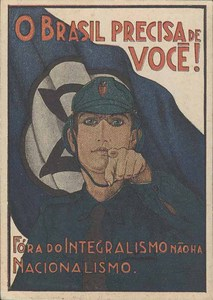 O BRASIL PRECISA DE
VOCÊ!
FÓRA DO INTEGRALISMO NÃO HA
NACIONALISMO.